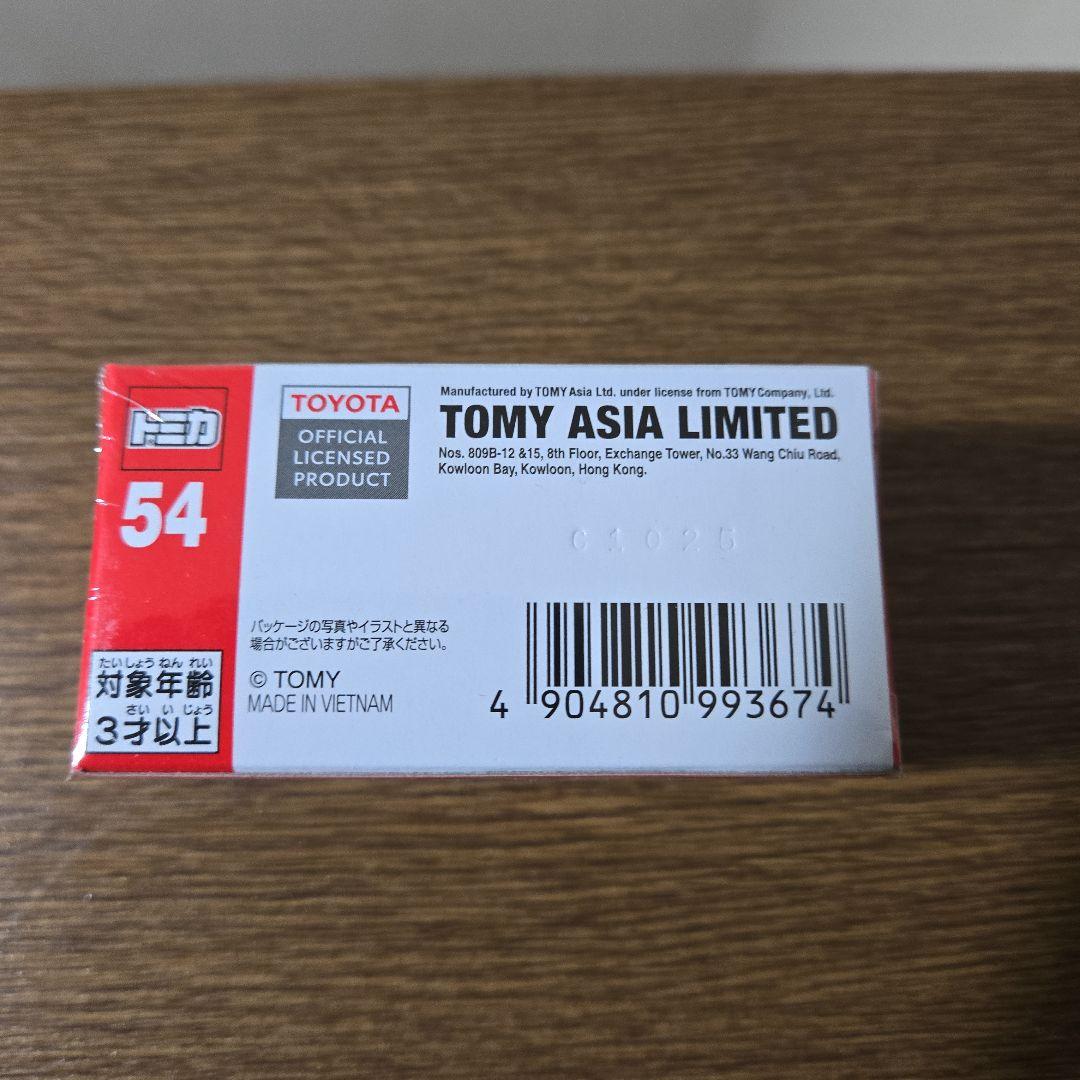 トミカ
54
たいしょうねんれい
対象年齢
さいいじょう
3才以上
TOYOTA
OFFICIAL
LICENSED
PRODUCT
Manufactured by TOMY Asia Ltd. under license from TOMY Company, Ltd.
TOMY ASIA LIMITED
Nos. 809B-12 &15, 8th Floor, Exchange Tower, No.33 Wang Chiu Road,
Kowloon Bay, Kowloon, Hong Kong.
C1025
パッケージの写真やイラストと異なる
場合がございますがご了承ください。
© TOMY
MADE IN VIETNAM
4 904810 993674